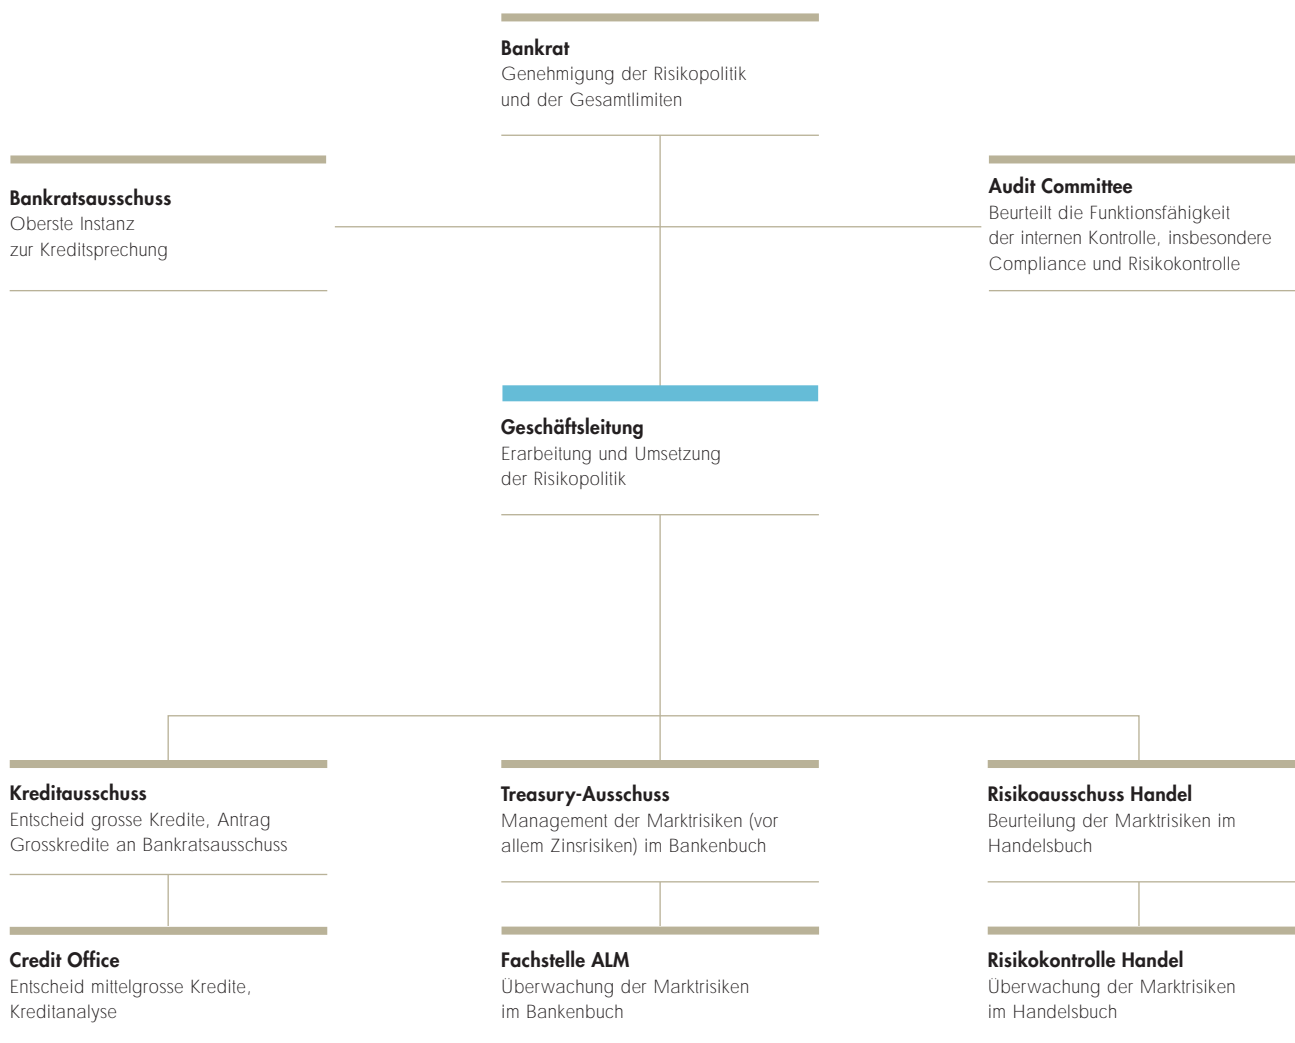 Bankrat
Genehmigung der Risikopolitik
und der Gesamtlimiten
Bankratsausschuss
Oberste Instanz
zur Kreditsprechung
Audit Committee
Beurteilt die Funktionsfähigkeit
der internen Kontrolle, insbesondere
Compliance und Risikokontrolle
Geschäftsleitung
Erarbeitung und Umsetzung
der Risikopolitik
Kreditausschuss
Entscheid grosse Kredite, Antrag
Grosskredite an Bankratsausschuss
Treasury-Ausschuss
Management der Marktrisiken (vor
allem Zinsrisiken) im Bankenbuch
Risikoausschuss Handel
Beurteilung der Marktrisiken im
Handelsbuch
Credit Office
Entscheid mittelgrosse Kredite,
Kreditanalyse
Fachstelle ALM
Überwachung der Marktrisiken
im Bankenbuch
Risikokontrolle Handel
Überwachung der Marktrisiken
im Handelsbuch